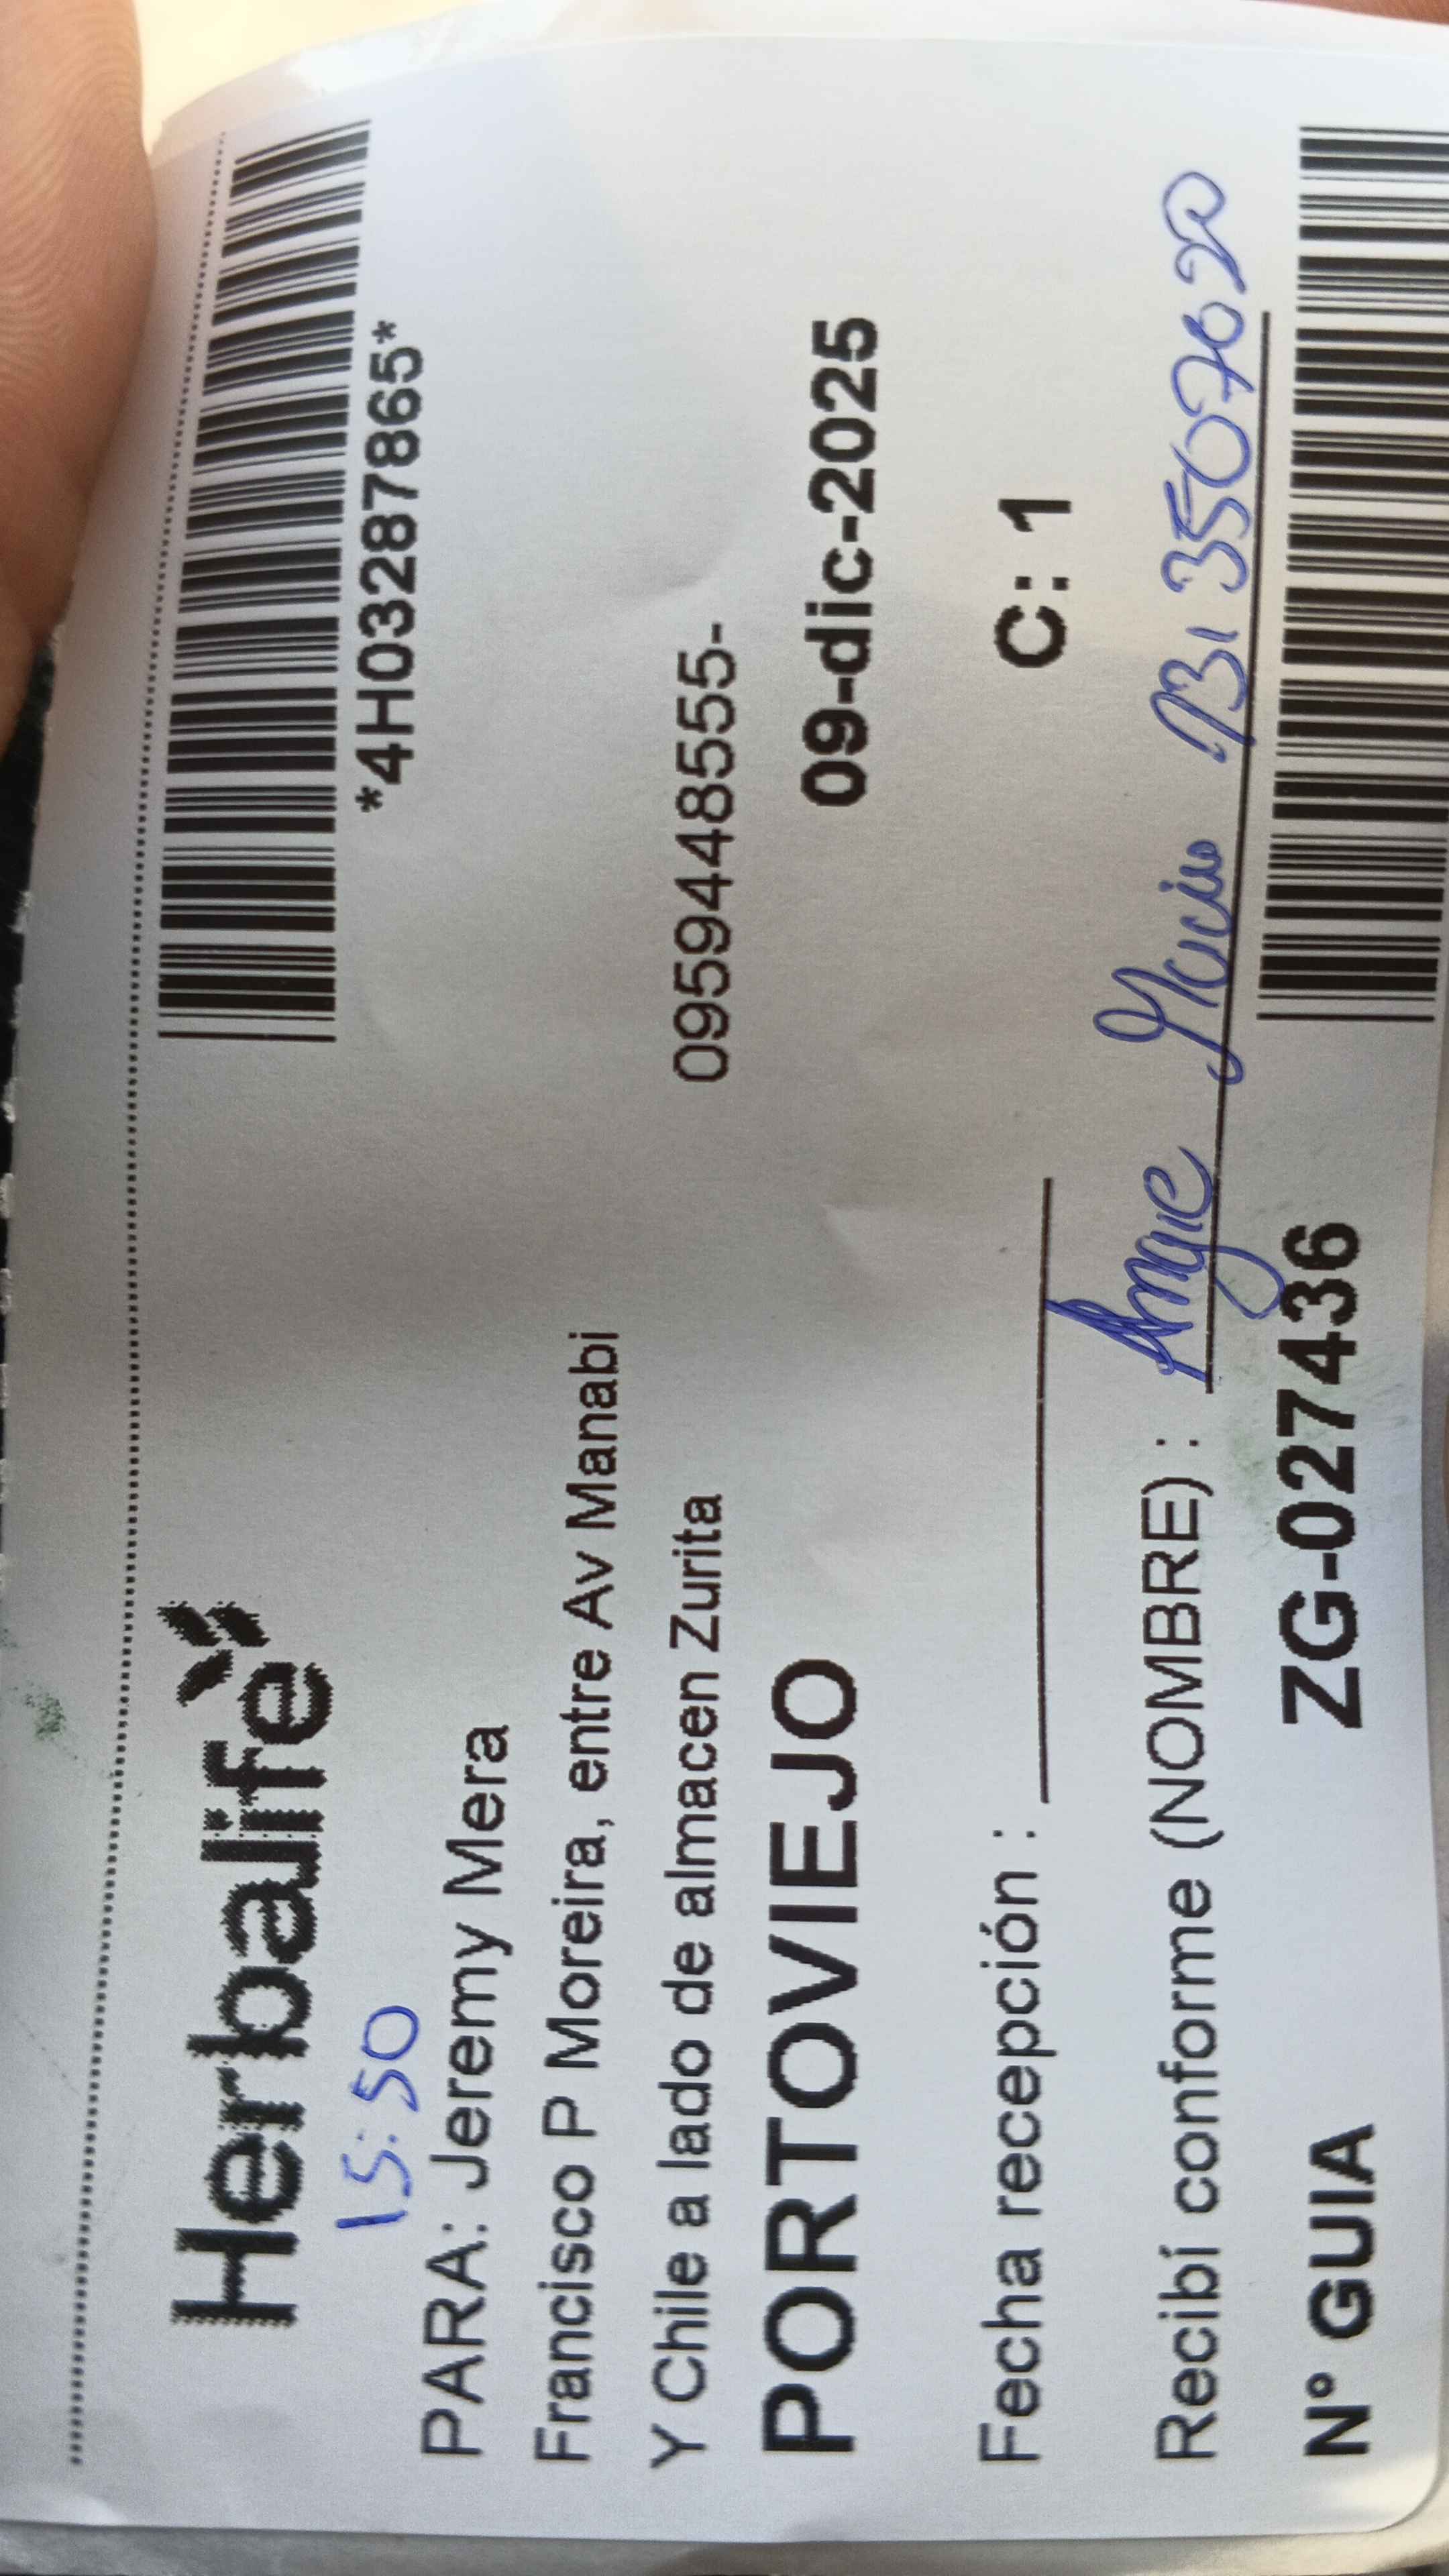 Herbalife
15:50
*4H03287865*
PARA: Jeremy Mera
Francisco P Moreira, entre Av Manabi
Y Chile a lado de almacen Zurita
0959448555-
PORTOVIEJO
09-dic-2025
Fecha recepción :
C: 1
Recibí conforme (NOMBRE) : Angie
N° GUIA
ZG-027436